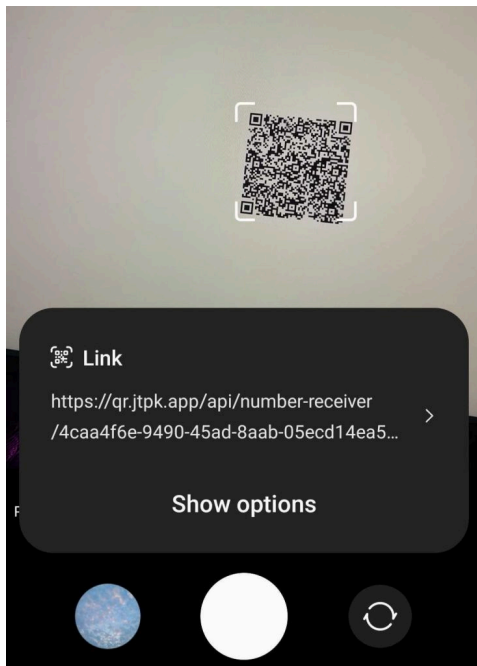 Link
https://qr.jtpk.app/api/number-receiver
/4caa4f6e-9490-45ad-8aab-05ecd14ea5…
Show options